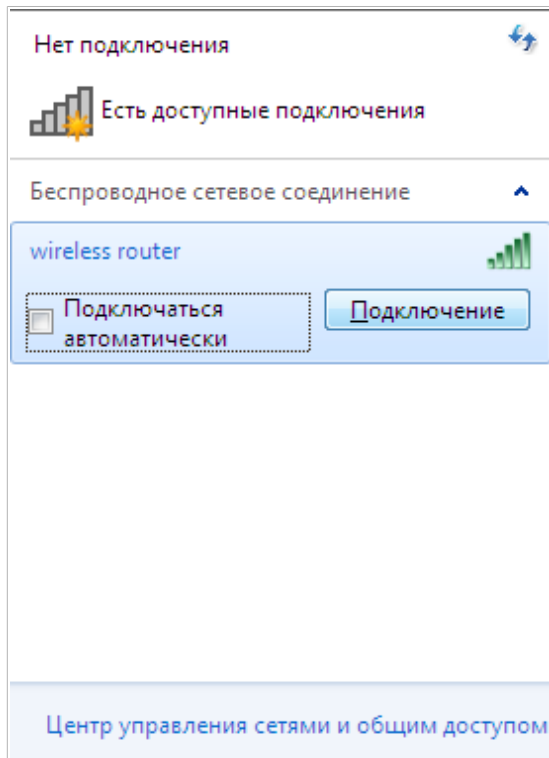 Нет подключения
Есть доступные подключения
Беспроводное сетевое соединение
wireless router
Подключаться
автоматически
Подключение
Центр управления сетями и общим доступом